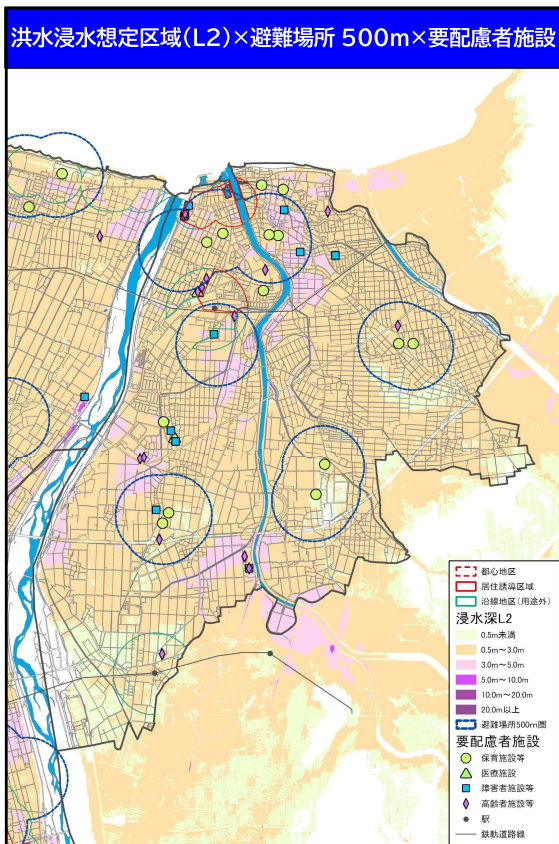 洪水浸水想定区域(L2)×避難場所 500m×要配慮者施設
都心地区
居住誘導区域
沿線地区(用途外)
浸水深L2
0.5m未満
0.5m～3.0m
3.0m～5.0m
5.0m～10.0m
10.0m～20.0m
20.0m以上
避難場所500m圏
要配慮者施設
保育施設等
医療施設
障害者施設等
高齢者施設等
駅
鉄軌道路線